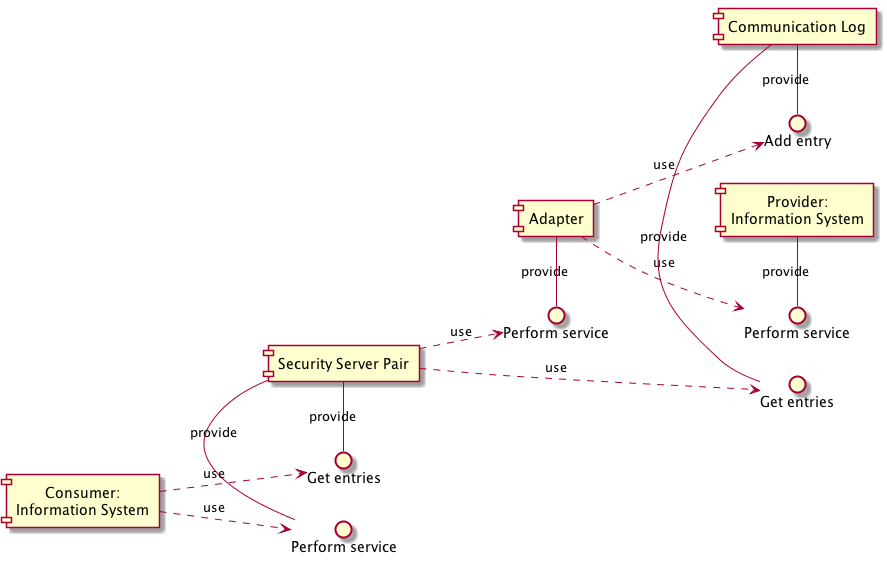 Communication Log
provide
Add entry
use
Provider:
Information System
Adapter
provide
use
provide
provide
Perform service
Perform service
use
Security Server Pair
use
Get entries
provide
provide
use
Get entries
Consumer:
Information System
use
Perform service